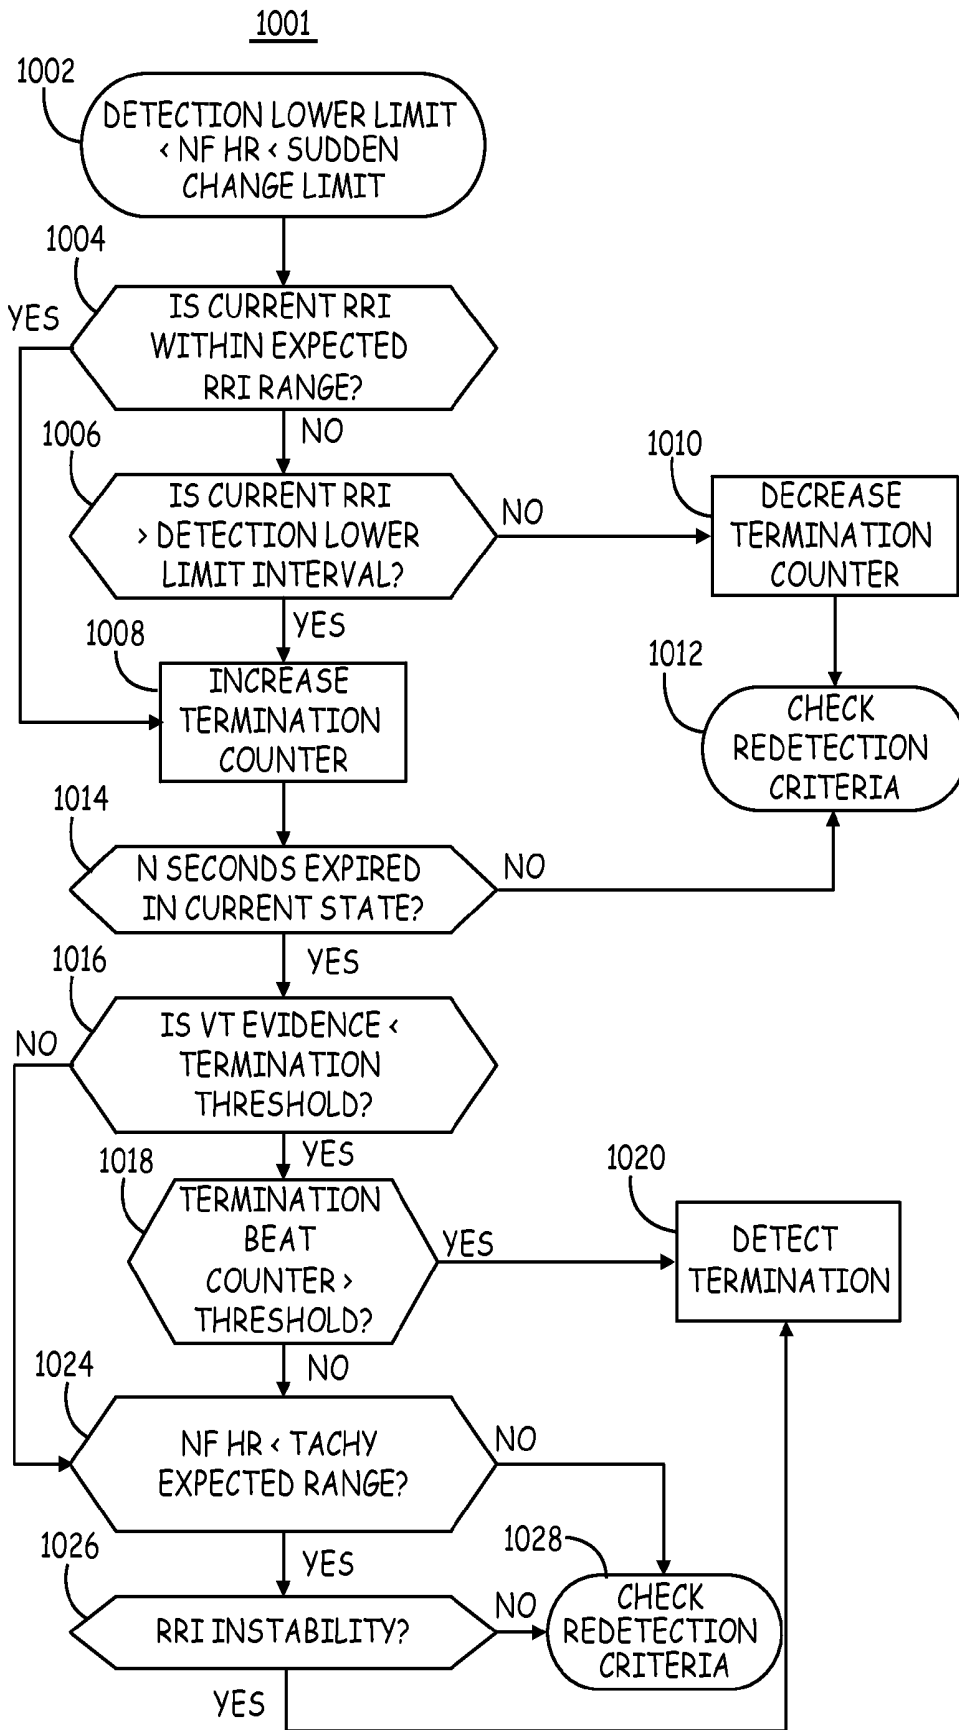 1001
1002
DETECTION LOWER LIMIT
< NF HR < SUDDEN
CHANGE LIMIT
1004
YES
IS CURRENT RRI
WITHIN EXPECTED
RRI RANGE?
NO
1006
IS CURRENT RRI
> DETECTION LOWER
LIMIT INTERVAL?
NO
1010
DECREASE
TERMINATION
COUNTER
YES
1008
INCREASE
TERMINATION
COUNTER
1012
CHECK
REDETECTION
CRITERIA
1014
N SECONDS EXPIRED
IN CURRENT STATE?
NO
YES
1016
NO
IS VT EVIDENCE <
TERMINATION
THRESHOLD?
YES
1018
TERMINATION
BEAT
COUNTER >
THRESHOLD?
YES
1020
DETECT
TERMINATION
NO
1024
NF HR < TACHY
EXPECTED RANGE?
NO
YES
1026
RRI INSTABILITY?
NO
1028
CHECK
REDETECTION
CRITERIA
YES